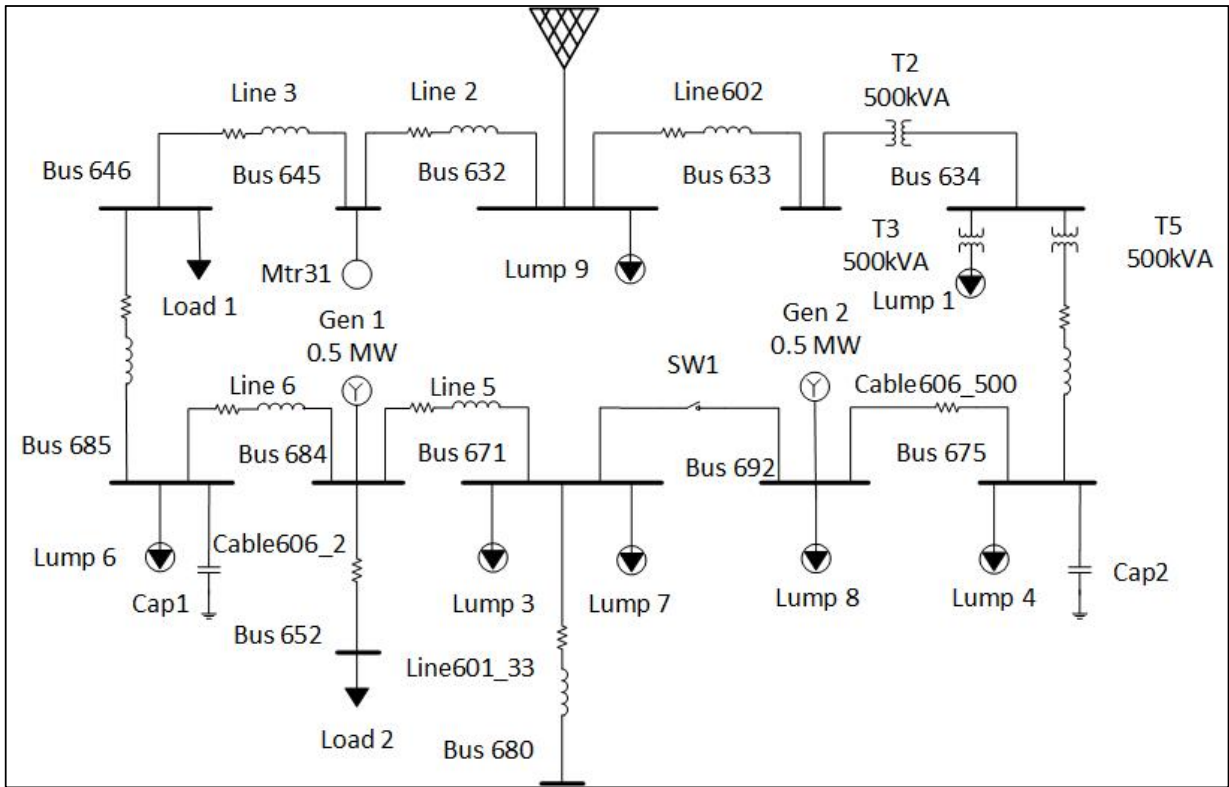 T2
500kVA
Line 3
Line 2
Line602
Bus 646
Bus 645
Bus 632
Bus 633
Bus 634
T3
500kVA
T5
500kVA
Load 1
Mtr31
Lump 9
Lump 1
Gen 1
0.5 MW
Gen 2
0.5 MW
SW1
Line 6
Line 5
Cable606_500
Bus 685
Bus 684
Bus 671
Bus 692
Bus 675
Lump 6
Cap1
Cable606_2
Lump 3
Lump 7
Lump 8
Lump 4
Cap2
Bus 652
Line601_33
Load 2
Bus 680